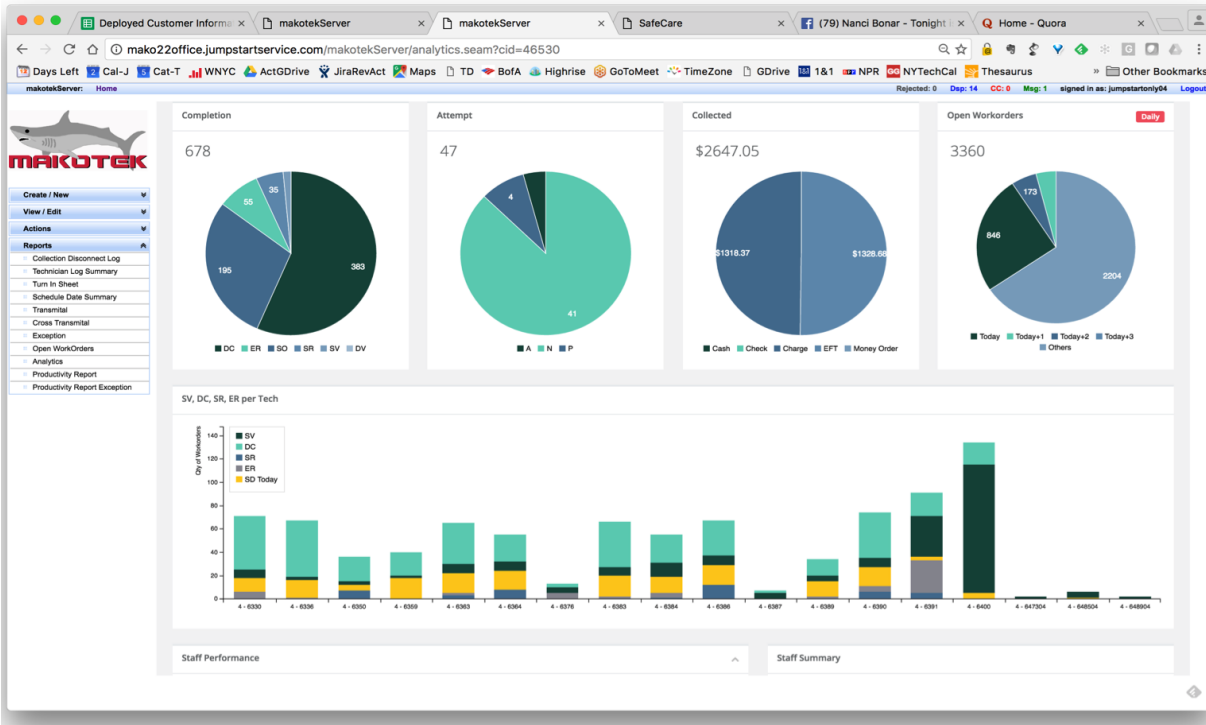 Deployed Customer Informa
makotekServer
makotekServer
SafeCare
(79) Nanci Bonar - Tonight i
Home - Quora
mako22office.jumpstartservice.com/makotekServer/analytics.seam?cid=46530
Days Left Cal-J Cat-T WNYC ActGDrive JiraRevAct Maps TD BofA Highrise GoToMeet TimeZone GDrive 1&1 NPR NYTechCal Thesaurus » Other Bookmarks
makotekServer: Home Rejected: 0 Dsp: 14 CC: 0 Msg: 1 signed in as: jumpstartonly04 Logout
MAKOTEK
Create / New
View / Edit
Actions
Reports
Collection Disconnect Log
Technician Log Summary
Turn In Sheet
Schedule Date Summary
Transmital
Cross Transmital
Exception
Open WorkOrders
Analytics
Productivity Report
Productivity Report Exception
Completion
678
55
35
195
383
DC ER SO SR SV DV
Attempt
47
4
41
A N P
Collected
$2647.05
$1318.37
$1328.68
Cash Check Charge EFT Money Order
Open Workorders Daily
3360
173
846
2204
Today Today+1 Today+2 Today+3
Others
SV, DC, SR, ER per Tech
Qty of Workorders
140
120
100
80
60
40
20
0
SV
DC
SR
ER
SD Today
4 - 6330 4 - 6336 4 - 6350 4 - 6359 4 - 6363 4 - 6364 4 - 6376 4 - 6383 4 - 6384 4 - 6386 4 - 6387 4 - 6389 4 - 6390 4 - 6391 4 - 6400 4 - 647304 4 - 648504 4 - 648904
Staff Performance
Staff Summary